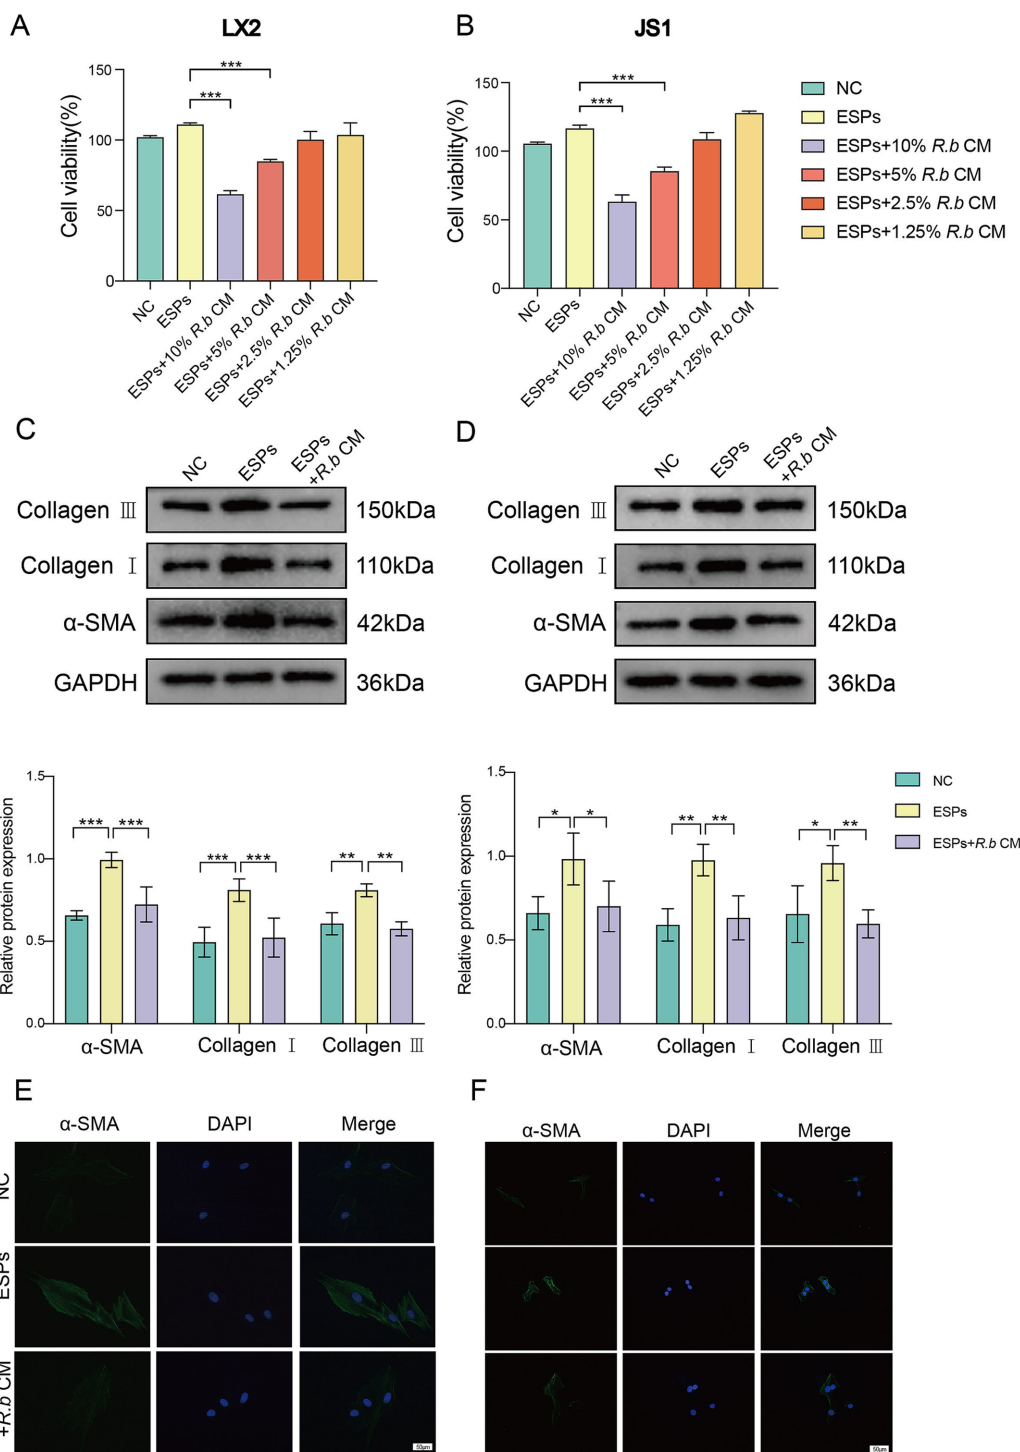 A
LX2
Cell viability(%)
150
100
50
0
***
***
NC
ESPs
ESPs+10% R.b CM
ESPs+5% R.b CM
ESPs+2.5% R.b CM
ESPs+1.25% R.b CM
B
JS1
Cell viability(%)
150
100
50
0
***
***
NC
ESPs
ESPs+10% R.b CM
ESPs+5% R.b CM
ESPs+2.5% R.b CM
ESPs+1.25% R.b CM
NC
ESPs
ESPs+10% R.b CM
ESPs+5% R.b CM
ESPs+2.5% R.b CM
ESPs+1.25% R.b CM
C
NC
ESPs
ESPs
+R.b CM
Collagen Ⅲ 150kDa
Collagen Ⅰ 110kDa
α-SMA 42kDa
GAPDH 36kDa
D
NC
ESPs
ESPs
+R.b CM
Collagen Ⅲ 150kDa
Collagen Ⅰ 110kDa
α-SMA 42kDa
GAPDH 36kDa
Relative protein expression
1.5
1.0
0.5
0.0
*** ***
*** ***
** **
α-SMA
Collagen Ⅰ
Collagen Ⅲ
Relative protein expression
1.5
1.0
0.5
0.0
* *
** **
* **
α-SMA
Collagen Ⅰ
Collagen Ⅲ
NC
ESPs
ESPs+R.b CM
E
α-SMA DAPI Merge
NC
ESPs
+R.b CM
50μm
F
α-SMA DAPI Merge
50μm